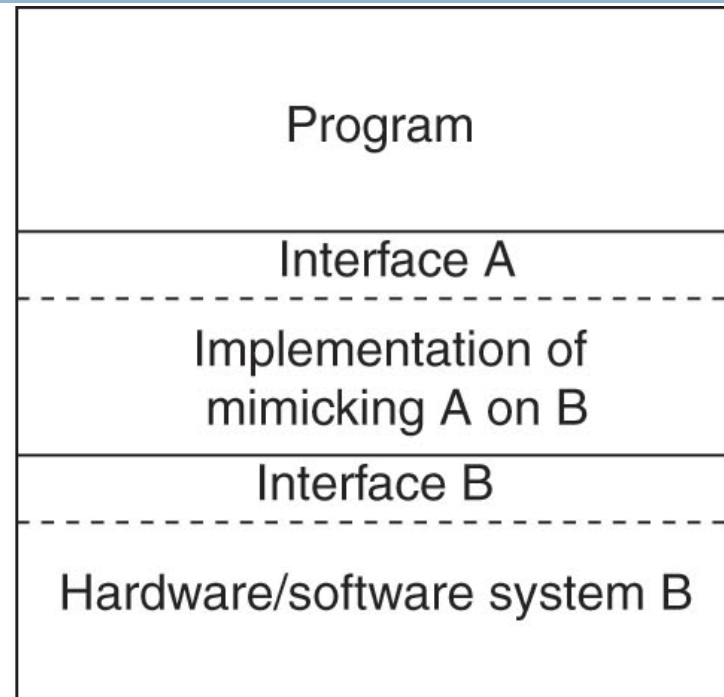 Program
Interface A
Implementation of
mimicking A on B
Interface B
Hardware/software system B